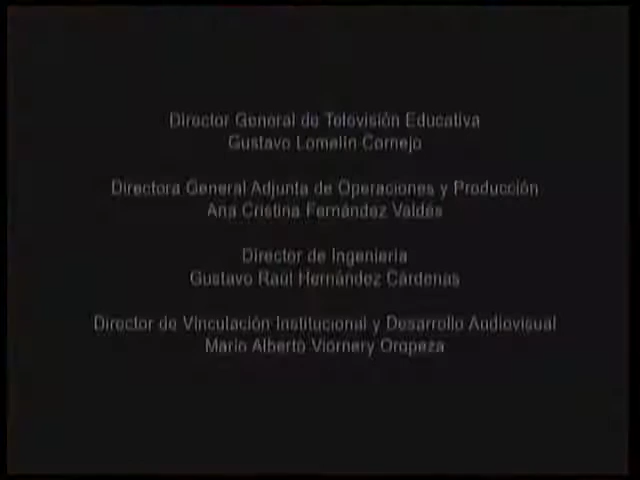 Director General de Televisión Educativa
Gustavo Lomelín Cornejo
Directora General Adjunta de Operaciones y Producción
Ana Cristina Fernández Valdés
Director de Ingeniería
Gustavo Raúl Hernández Cárdenas
Director de Vinculación Institucional y Desarrollo Audiovisual
Mario Alberto Viornery Oropeza